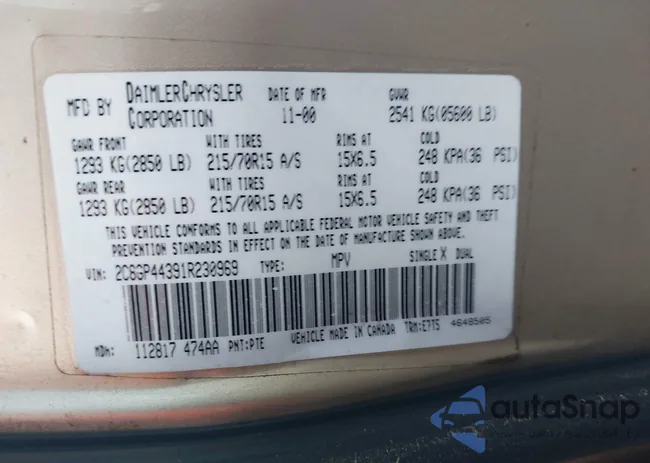 MFD BY DAIMLERCHRYSLER CORPORATION DATE OF MFR 11-00 GVWR 2541 KG(05600 LB)
GAWR FRONT WITH TIRES RIMS AT COLD
1293 KG(2850 LB) 215/70R15 A/S 15X6.5 248 KPA(36 PSI)
GAWR REAR WITH TIRES RIMS AT COLD
1293 KG(2850 LB) 215/70R15 A/S 15X6.5 248 KPA(36 PSI)
THIS VEHICLE CONFORMS TO ALL APPLICABLE FEDERAL MOTOR VEHICLE SAFETY AND THEFT
PREVENTION STANDARDS IN EFFECT ON THE DATE OF MANUFACTURE SHOWN ABOVE.
VIN: 2C8GP44391R230969 TYPE: MPV SINGLE X DUAL
MDH: 112817 474AA PNT:PTE VEHICLE MADE IN CANADA TRM:E7T5 4648505
autoSnap